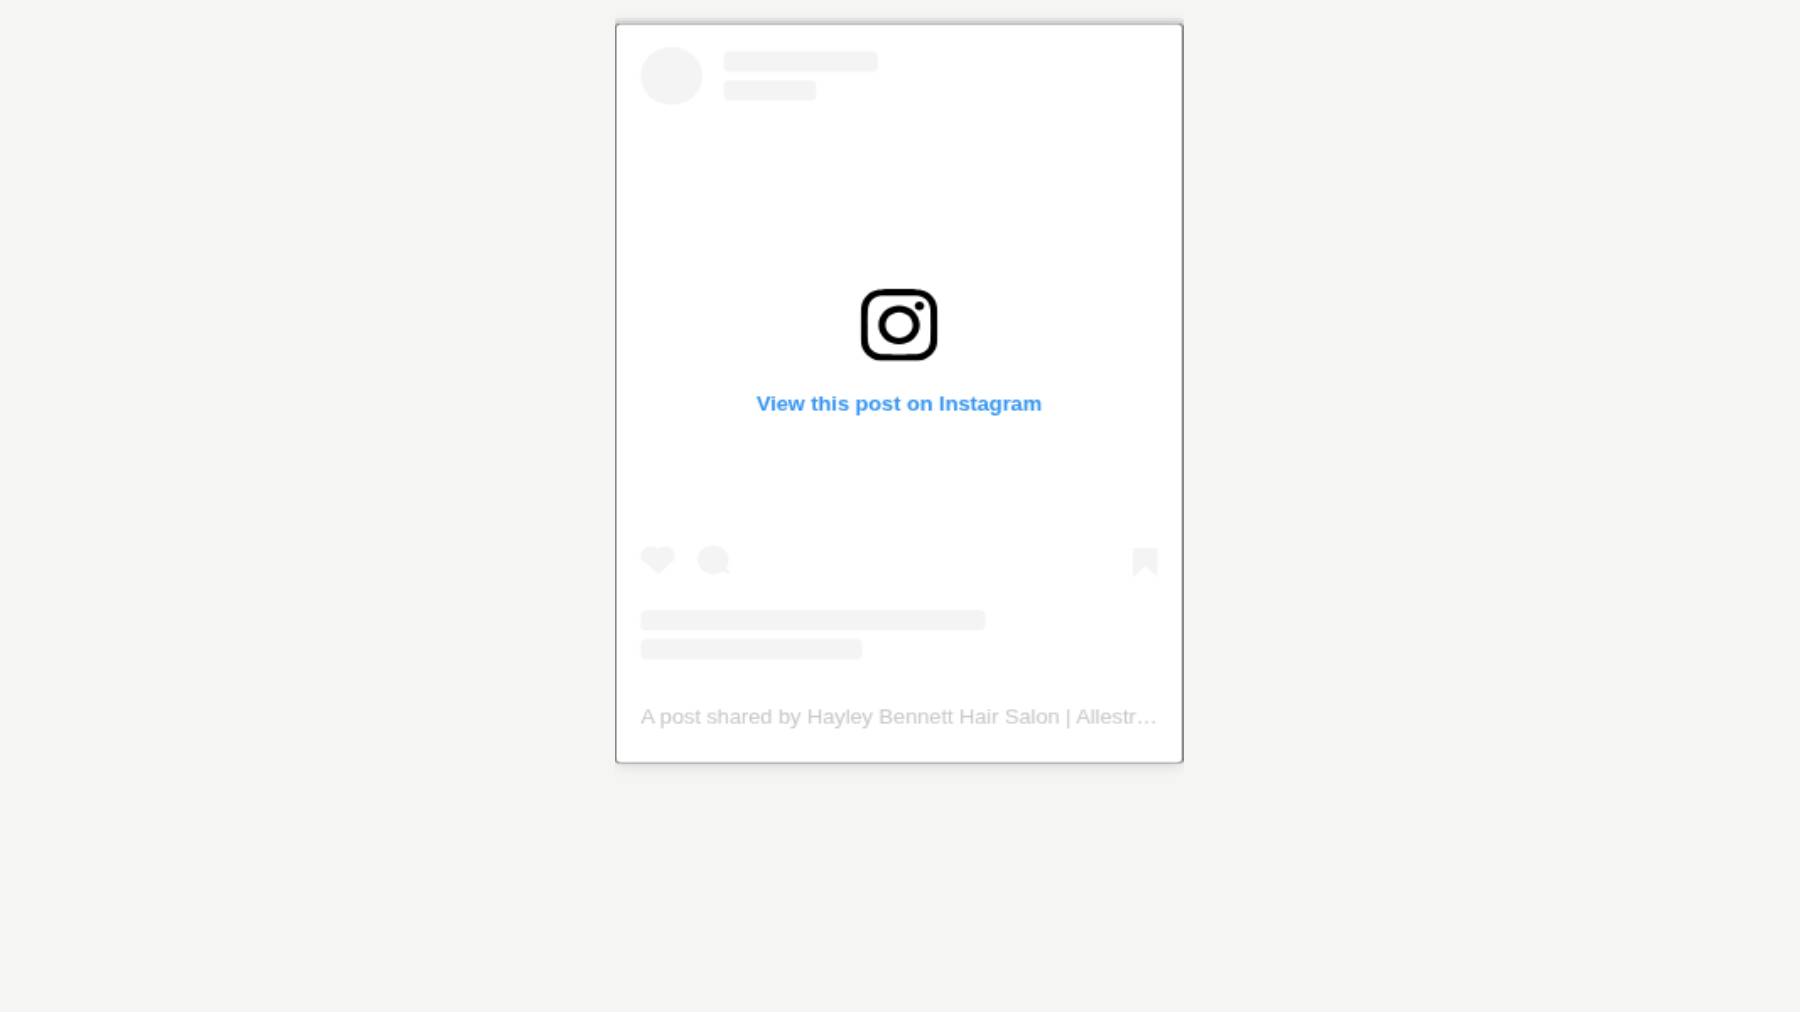 View this post on Instagram
A post shared by Hayley Bennett Hair Salon | Allestr…